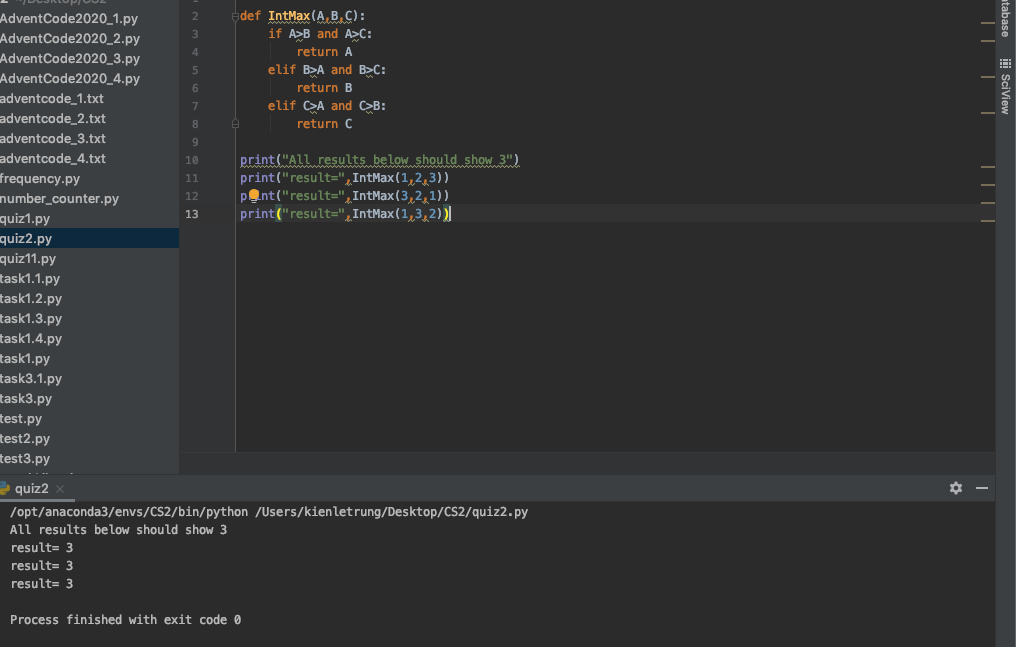 AdventCode2020_1.py
AdventCode2020_2.py
AdventCode2020_3.py
AdventCode2020_4.py
adventcode_1.txt
adventcode_2.txt
adventcode_3.txt
adventcode_4.txt
frequency.py
number_counter.py
quiz1.py
quiz2.py
quiz11.py
task1.1.py
task1.2.py
task1.3.py
task1.4.py
task1.py
task3.1.py
task3.py
test.py
test2.py
test3.py
2 def IntMax(A,B,C):
3 if A>B and A>C:
4 return A
5 elif B>A and B>C:
6 return B
7 elif C>A and C>B:
8 return C
9
10 print("All results below should show 3")
11 print("result=",IntMax(1,2,3))
12 print("result=",IntMax(3,2,1))
13 print("result=",IntMax(1,3,2))
SciView
quiz2
/opt/anaconda3/envs/CS2/bin/python /Users/kienletrung/Desktop/CS2/quiz2.py
All results below should show 3
result= 3
result= 3
result= 3
Process finished with exit code 0